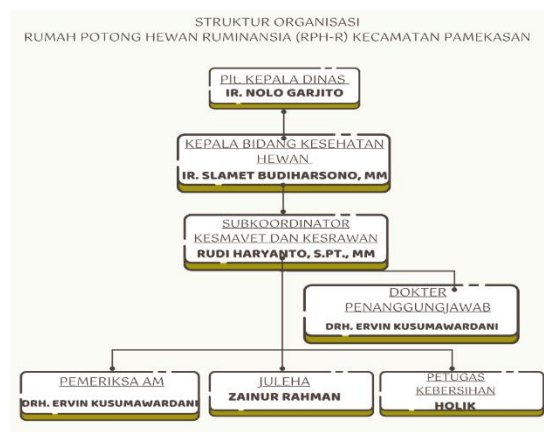 STRUKTUR ORGANISASI
RUMAH POTONG HEWAN RUMINANSIA (RPH-R) KECAMATAN PAMEKASAN
Plt. KEPALA DINAS
IR. NOLO GARJITO
KEPALA BIDANG KESEHATAN
HEWAN
IR. SLAMET BUDIHARSONO, MM
SUBKOORDINATOR
KESMAVET DAN KESRAWAN
RUDI HARYANTO, S.PT., MM
DOKTER
PENANGGUNGJAWAB
DRH. ERVIN KUSUMAWARDANI
PEMERIKSA AM
DRH. ERVIN KUSUMAWARDANI
JULEHA
ZAINUR RAHMAN
PETUGAS
KEBERSIHAN
HOLIK